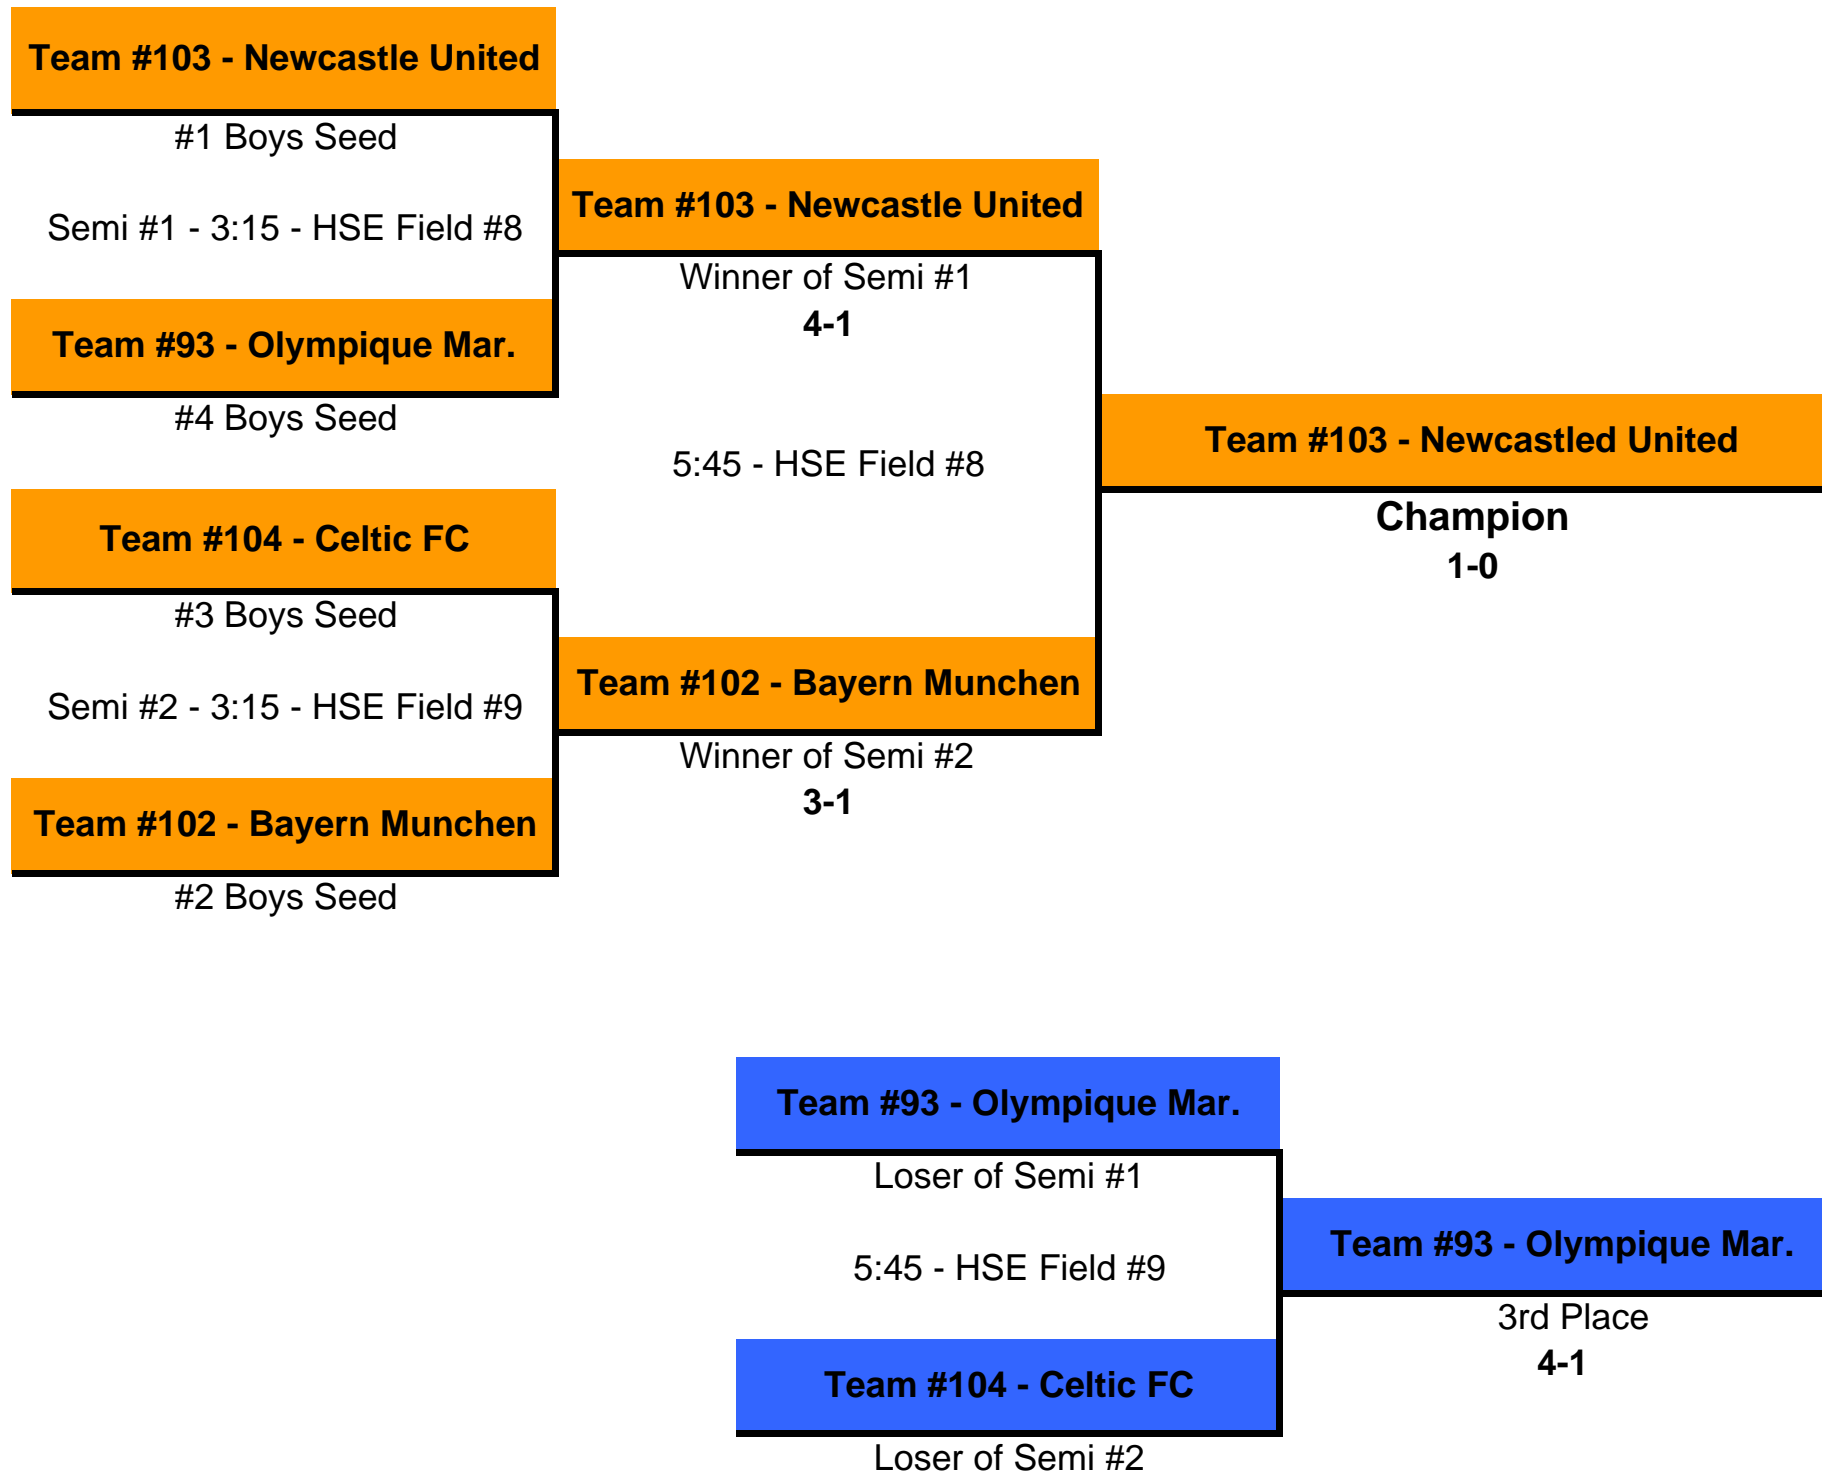 Team #103 - Newcastle United
#1 Boys Seed
Semi #1 - 3:15 - HSE Field #8
Team #93 - Olympique Mar.
#4 Boys Seed
Team #104 - Celtic FC
#3 Boys Seed
Semi #2 - 3:15 - HSE Field #9
Team #102 - Bayern Munchen
#2 Boys Seed
Team #103 - Newcastle United
Winner of Semi #1
4-1
5:45 - HSE Field #8
Team #102 - Bayern Munchen
Winner of Semi #2
3-1
Team #103 - Newcastled United
Champion
1-0
Team #93 - Olympique Mar.
Loser of Semi #1
5:45 - HSE Field #9
Team #104 - Celtic FC
Loser of Semi #2
Team #93 - Olympique Mar.
3rd Place
4-1